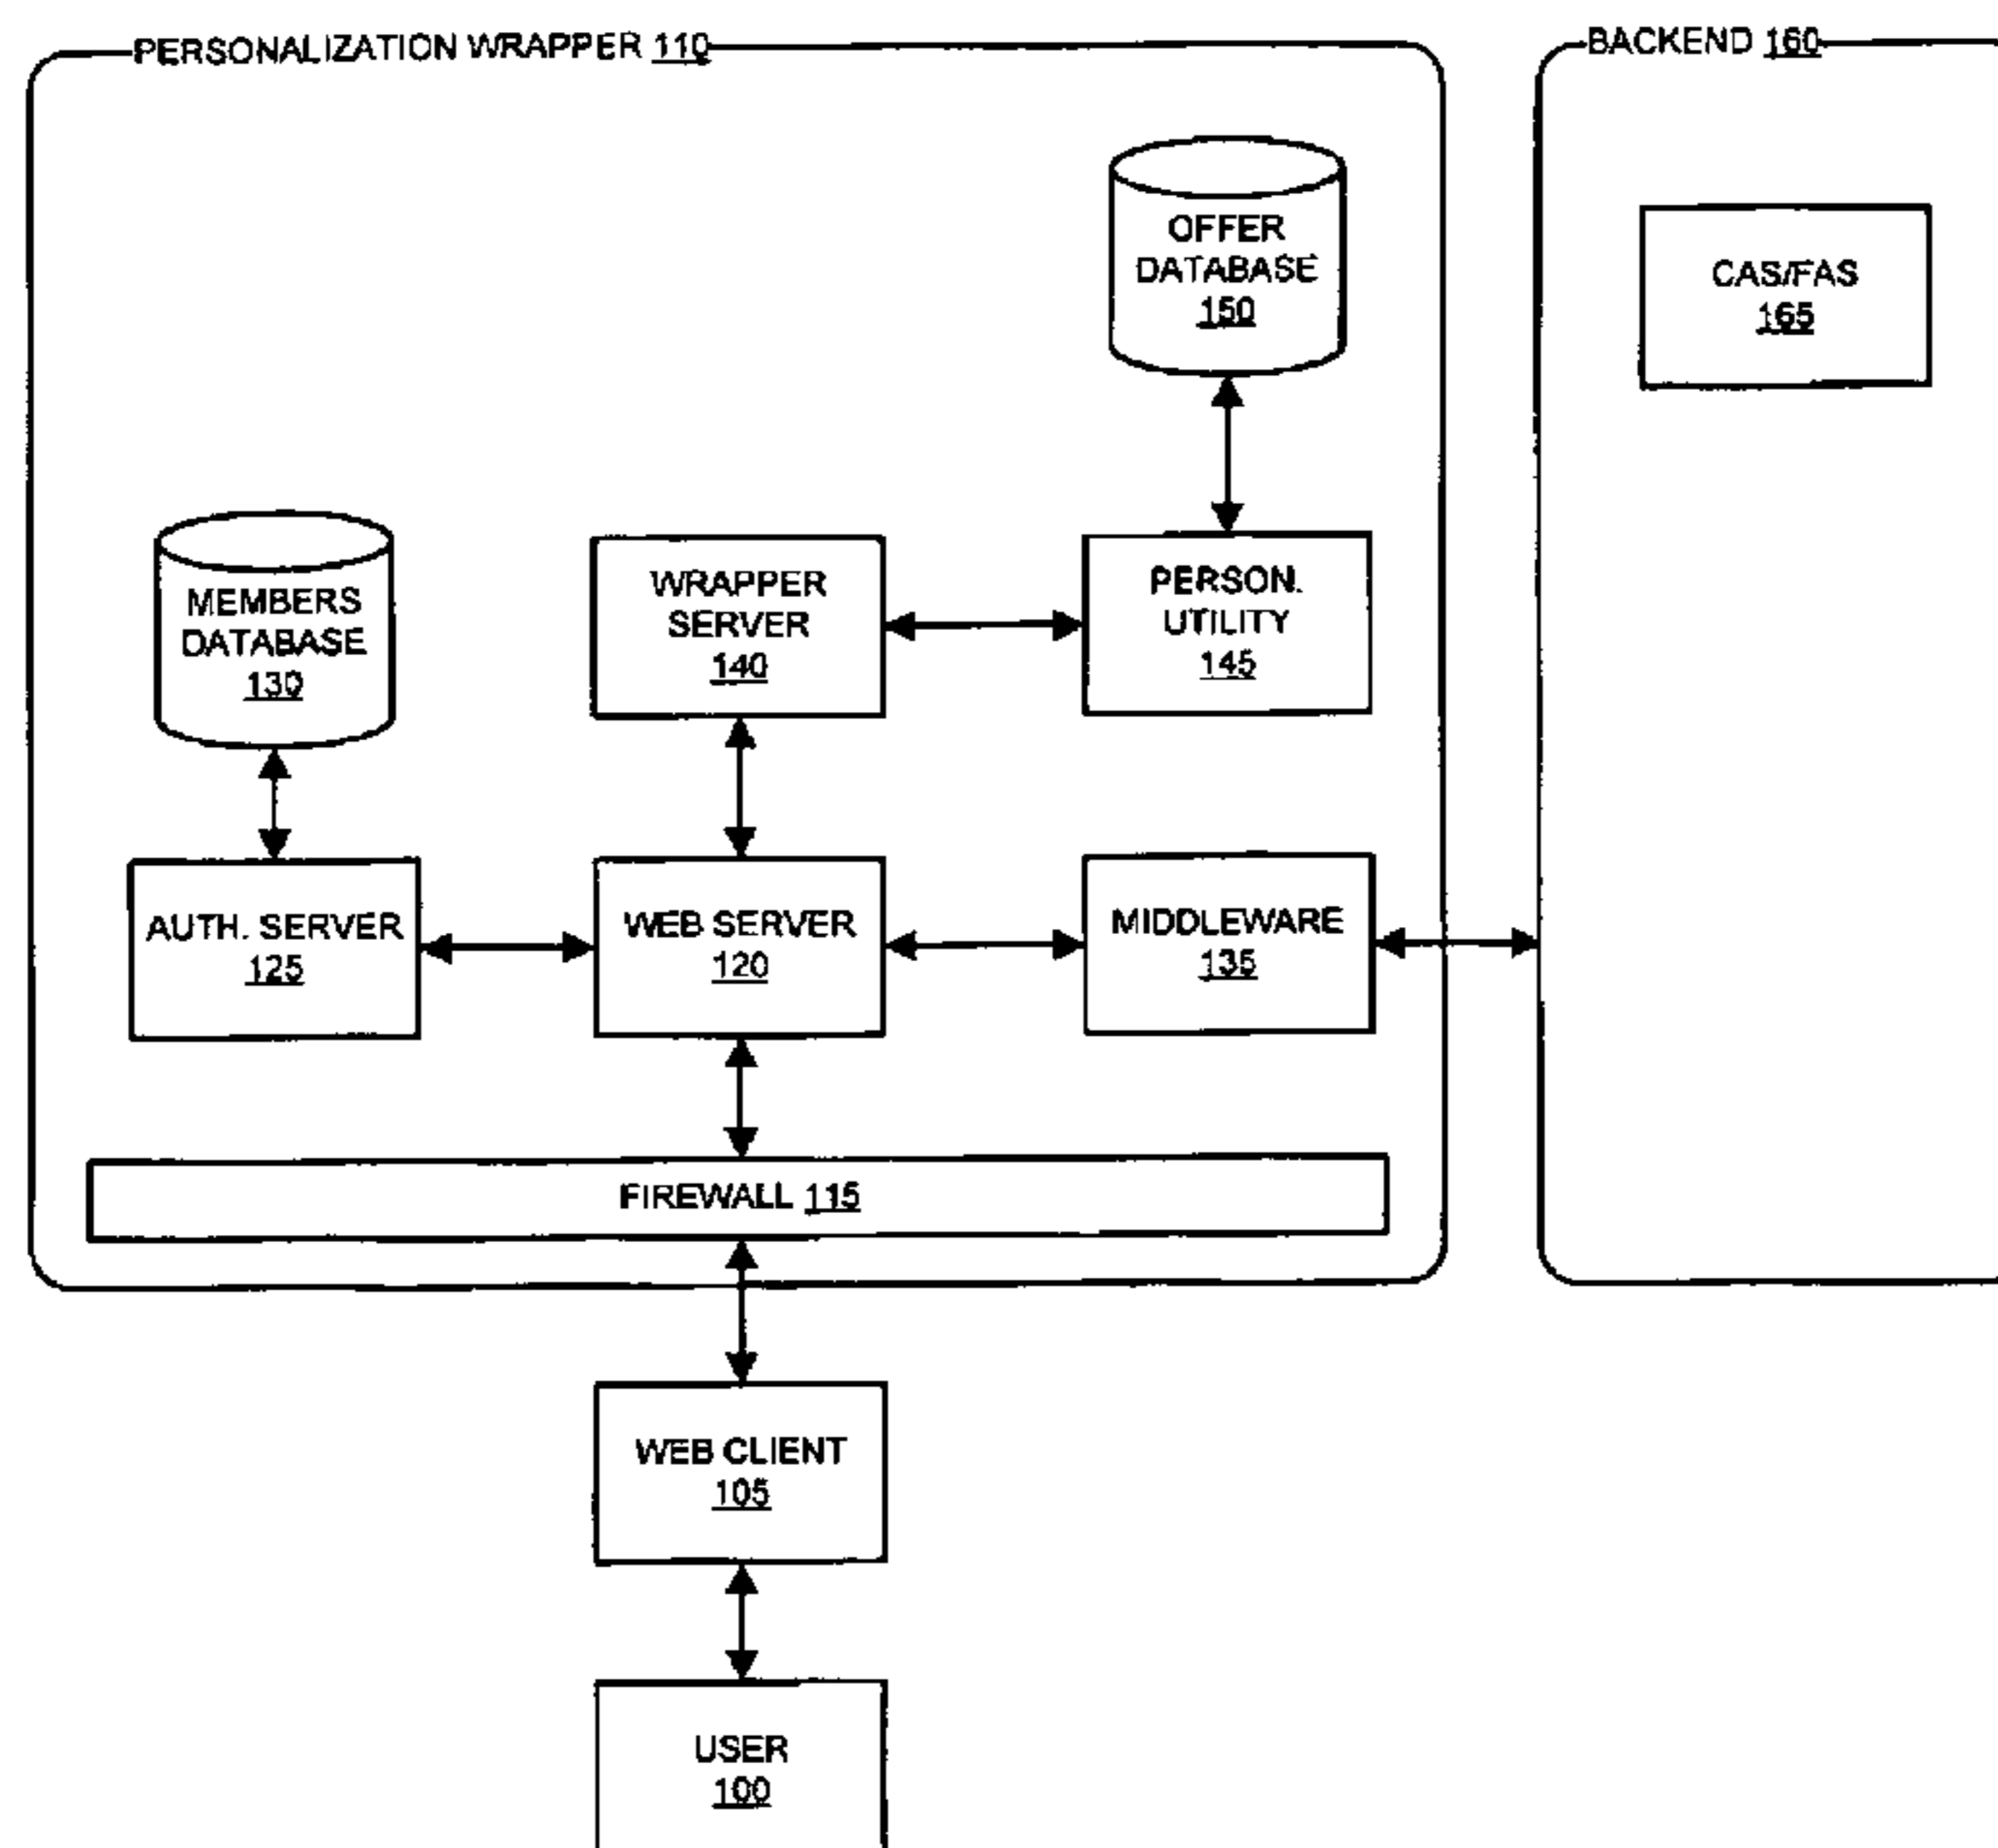 PERSONALIZATION WRAPPER 110
BACKEND 160
OFFER
DATABASE
150
CAS/FAS
165
MEMBERS
DATABASE
130
WRAPPER
SERVER
140
PERSON.
UTILITY
145
AUTH. SERVER
125
WEB SERVER
120
MIDDLEWARE
135
FIREWALL 115
WEB CLIENT
105
USER
100